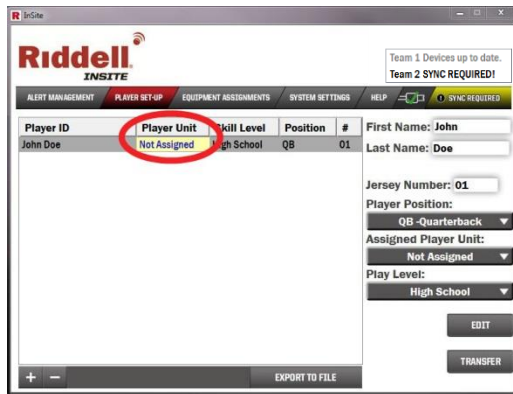 InSite
Riddell
INSITE
Team 1 Devices up to date.
Team 2 SYNC REQUIRED!
ALERT MANAGEMENT PLAYER SET-UP EQUIPMENT ASSIGNMENTS SYSTEM SETTINGS HELP SYNC REQUIRED
Player ID Player Unit Skill Level Position #
John Doe Not Assigned High School QB 01
First Name: John
Last Name: Doe
Jersey Number: 01
Player Position:
QB -Quarterback
Assigned Player Unit:
Not Assigned
Play Level:
High School
EDIT
TRANSFER
+ − EXPORT TO FILE